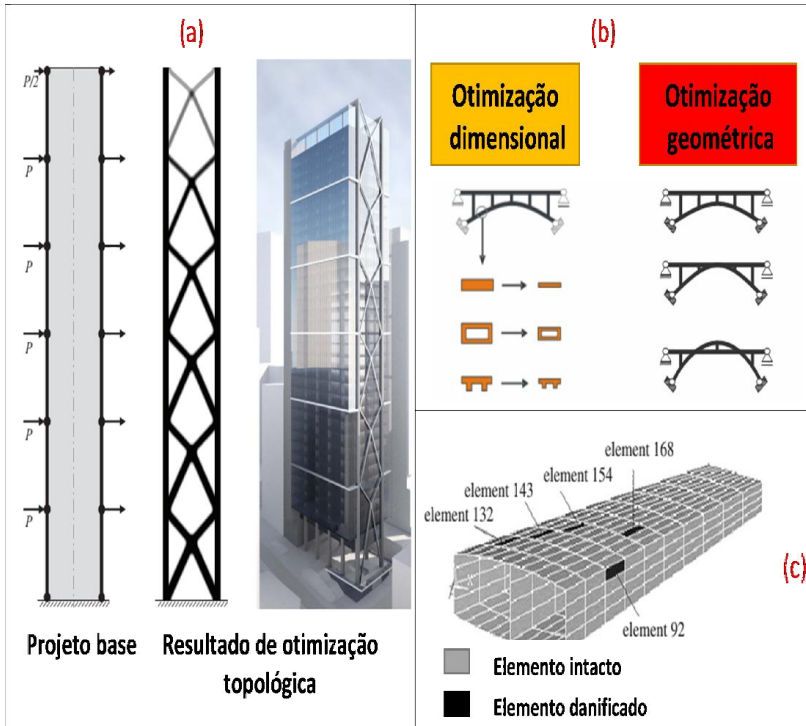 (a)
P/2
P
P
P
P
P
Projeto base
Resultado de otimização
topológica
(b)
Otimização
dimensional
Otimização
geométrica
element 168
element 154
element 143
element 132
(c)
element 92
Elemento intacto
Elemento danificado